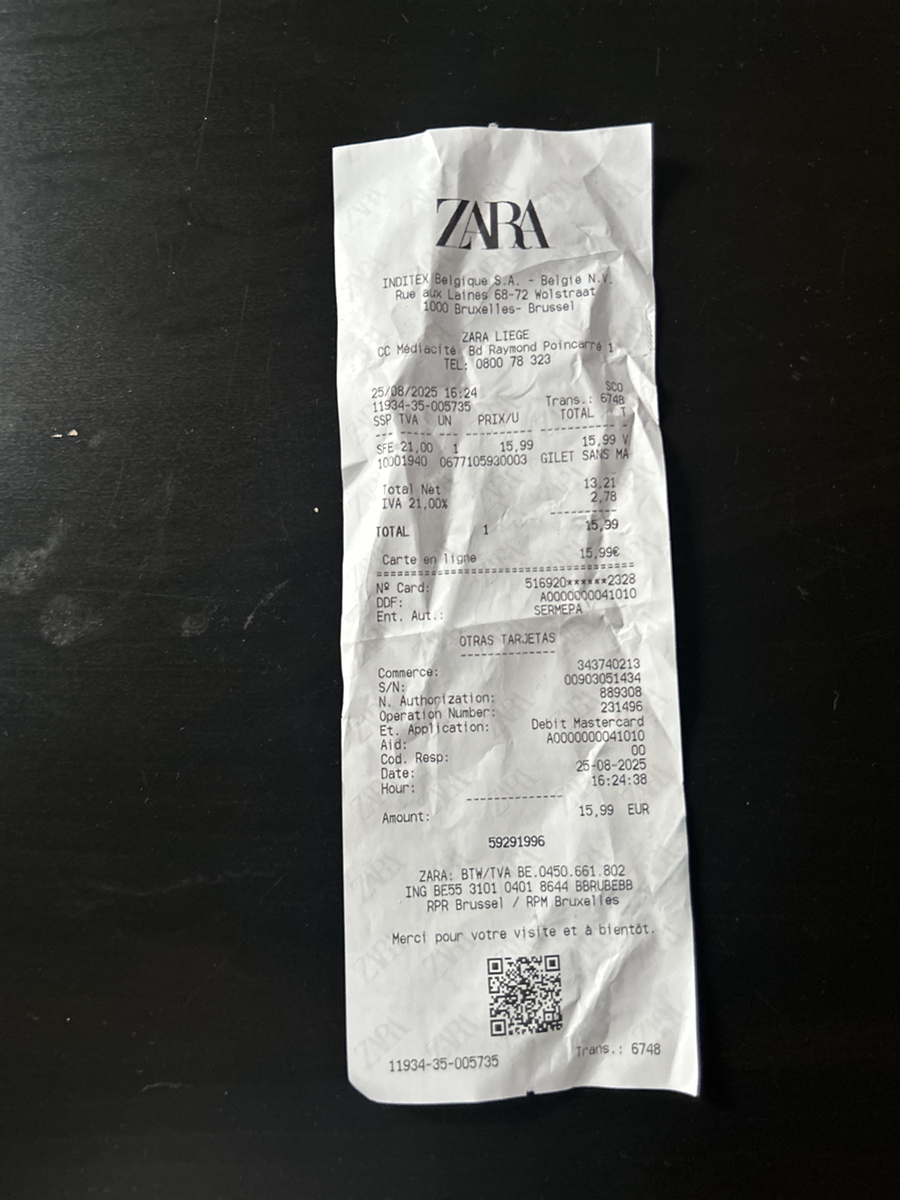 ZARA
INDITEX Belgique S.A. - België N.V.
Rue aux Laines 68-72 Wolstraat
1000 Bruxelles- Brussel
ZARA LIEGE
CC Médiacité Bd Raymond Poincarré 1
TEL: 0800 78 323
25/08/2025 16:24 SCO
11934-35-005735 Trans.: 6748
SSP TVA UN PRIX/U TOTAL T
SFE 21,00 1 15,99 15,99 V
10001940 0677105930003 GILET SANS MA
Total Net 13,21
IVA 21,00% 2,78
TOTAL 1 15,99
Carte en ligne 15,99€
Nº Card: 516920******2328
DDF: A0000000041010
Ent. Aut.: SERMEPA
OTRAS TARJETAS
Commerce: 343740213
S/N: 00903051434
N. Authorization: 889308
Operation Number: 231496
Et. Application: Debit Mastercard
Aid: A0000000041010
Cod. Resp: 00
Date: 25-08-2025
Hour: 16:24:38
Amount: 15,99 EUR
59291996
ZARA: BTW/TVA BE.0450.661.802
ING BE55 3101 0401 8644 BBRUBEBB
RPR Brussel / RPM Bruxelles
Merci pour votre visite et à bientôt.
11934-35-005735 Trans.: 6748